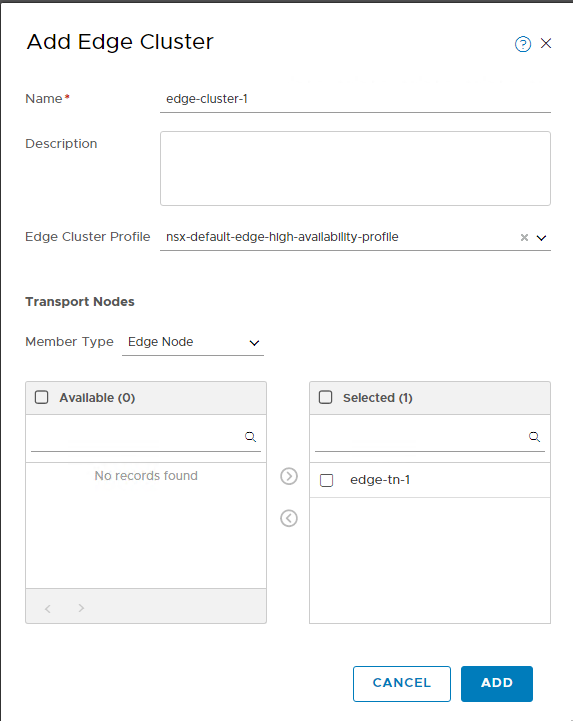 Add Edge Cluster
Name*
edge-cluster-1
Description
Edge Cluster Profile
nsx-default-edge-high-availability-profile
Transport Nodes
Member Type
Edge Node
Available (0)
Selected (1)
No records found
edge-tn-1
CANCEL
ADD